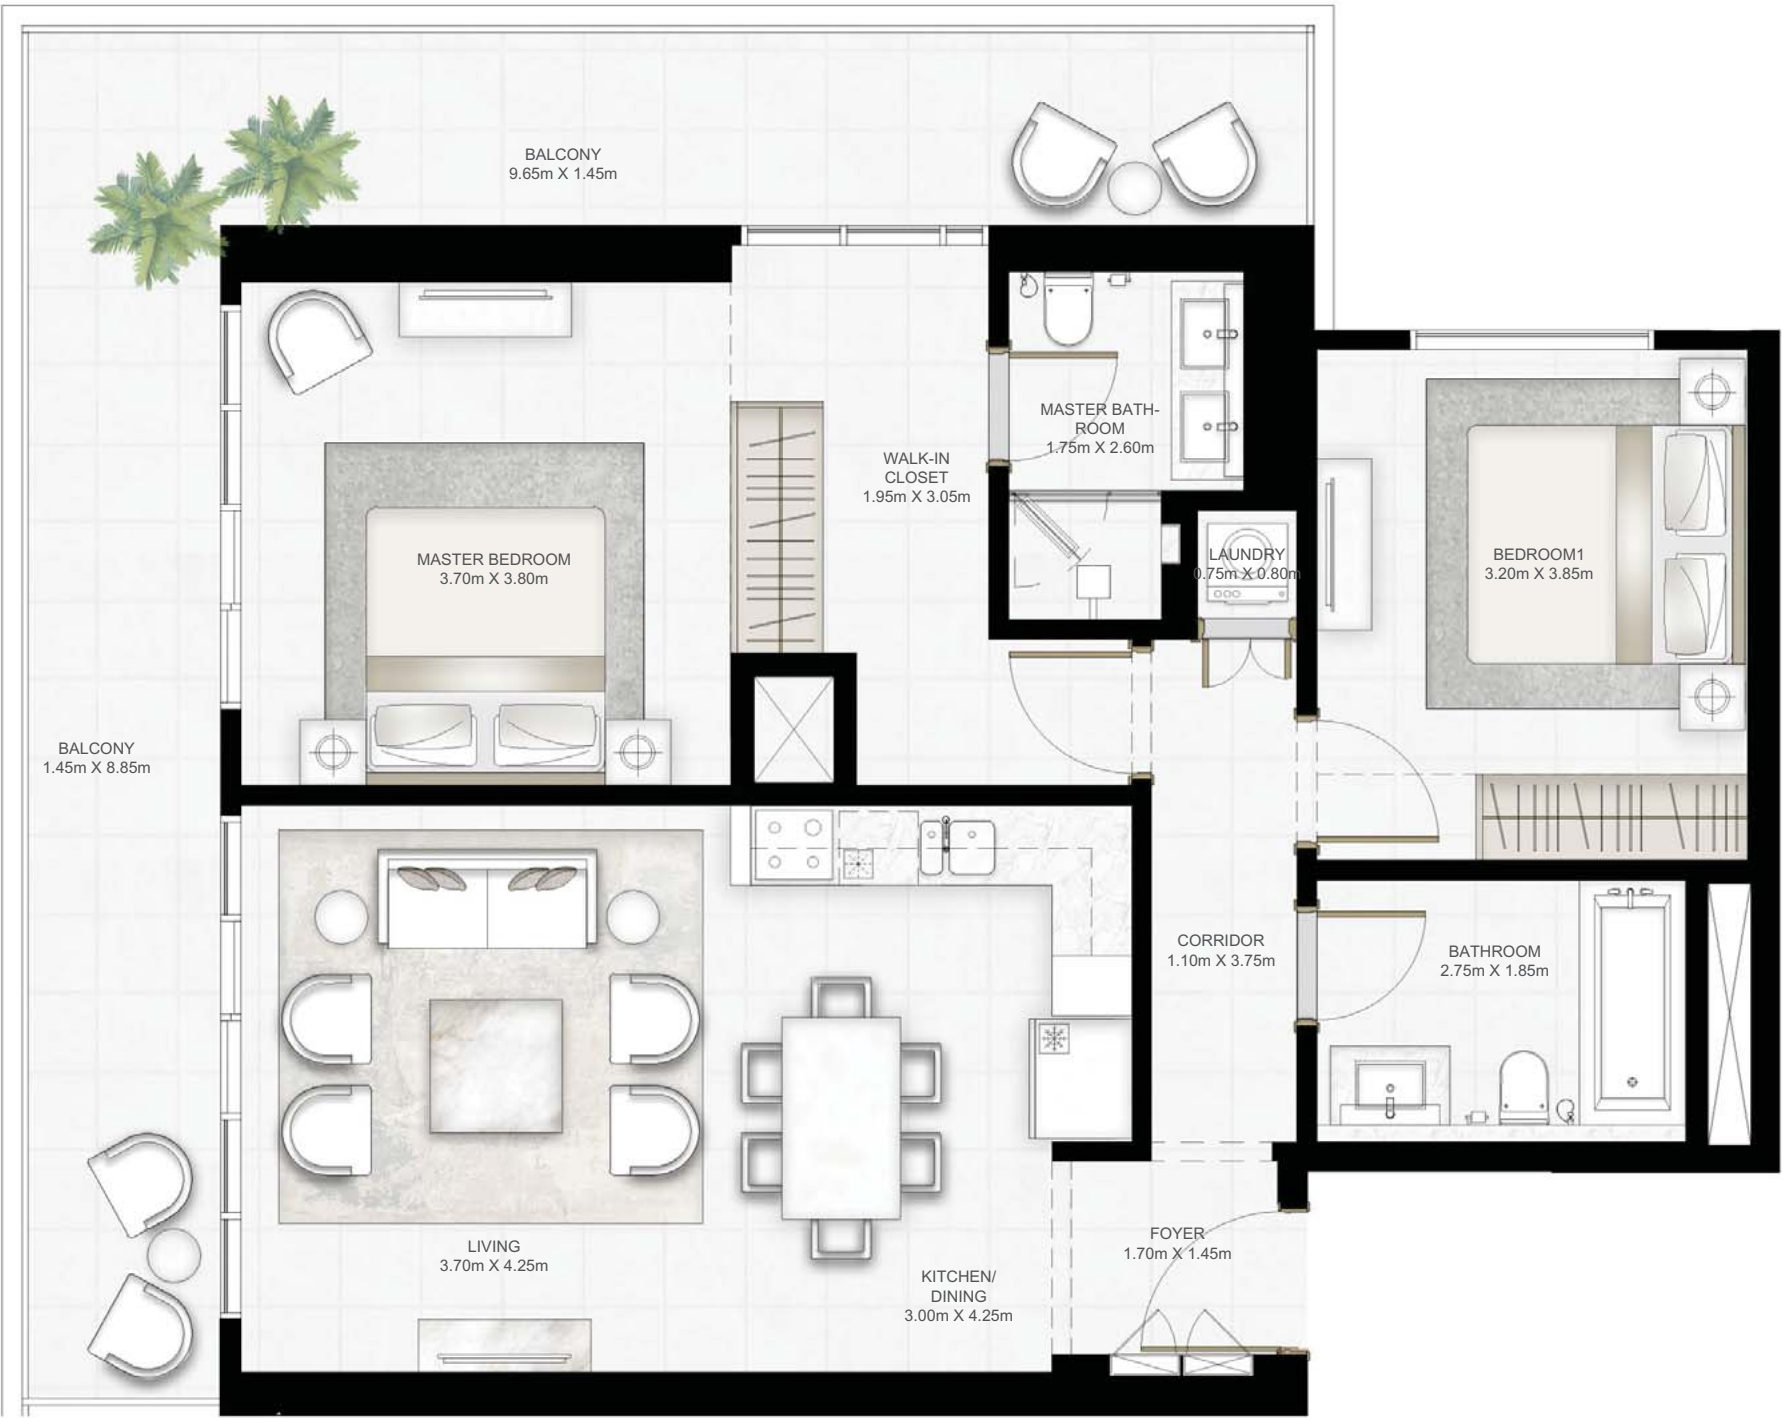 BALCONY
9.65m X 1.45m
MASTER BATH-
ROOM
1.75m X 2.60m
WALK-IN
CLOSET
1.95m X 3.05m
MASTER BEDROOM
3.70m X 3.80m
LAUNDRY
0.75m X 0.80m
BEDROOM1
3.20m X 3.85m
BALCONY
1.45m X 8.85m
CORRIDOR
1.10m X 3.75m
BATHROOM
2.75m X 1.85m
LIVING
3.70m X 4.25m
FOYER
1.70m X 1.45m
KITCHEN/
DINING
3.00m X 4.25m